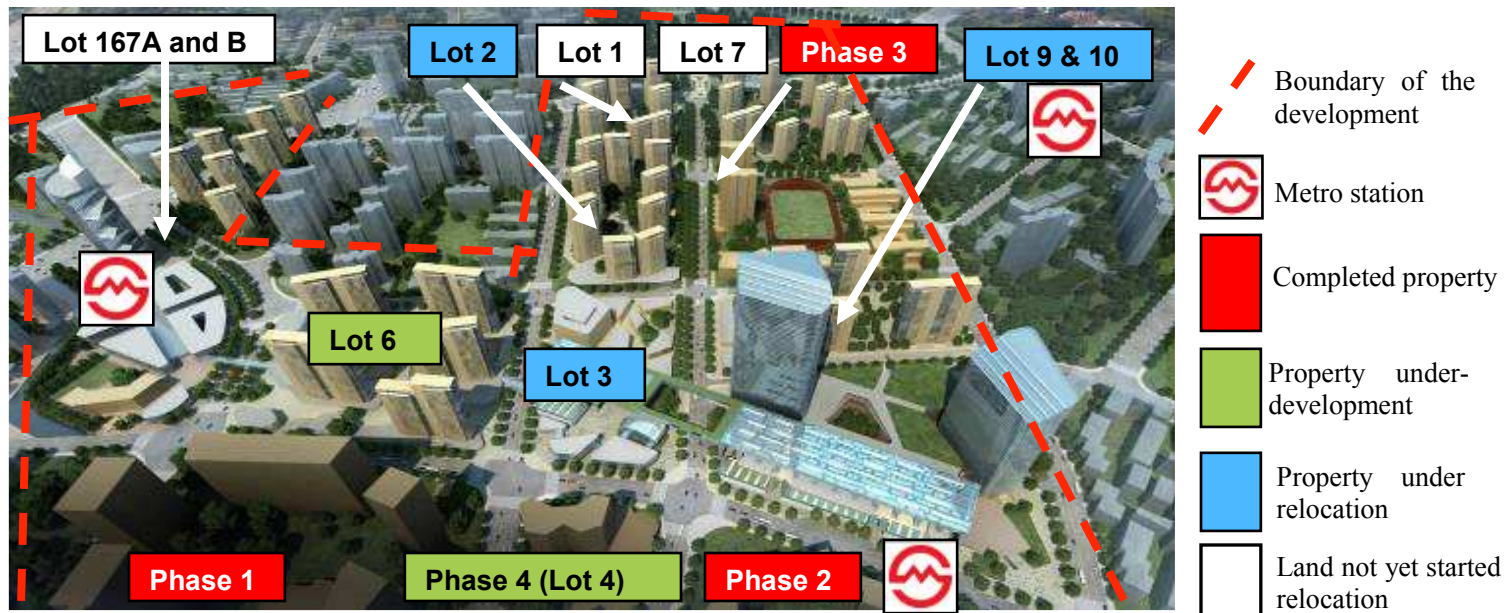 Lot 167A and B
Lot 2
Lot 1
Lot 7
Phase 3
Lot 9 & 10
Lot 6
Lot 3
Phase 1
Phase 4 (Lot 4)
Phase 2
Boundary of the
development
Metro station
Completed property
Property under-
development
Property under
relocation
Land not yet started
relocation